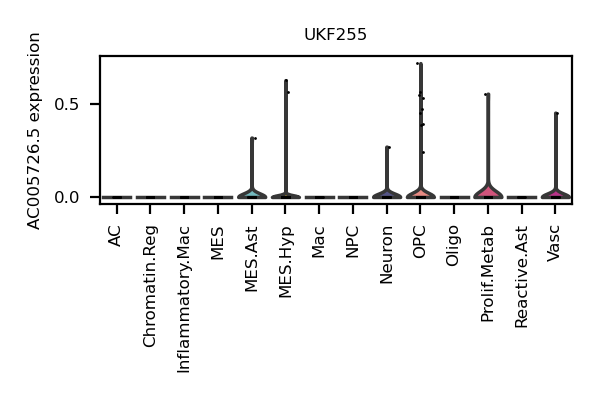 UKF255
AC005726.5 expression
0.5
0.0
AC
Chromatin.Reg
Inflammatory.Mac
MES
MES.Ast
MES.Hyp
Mac
NPC
Neuron
OPC
Oligo
Prolif.Metab
Reactive.Ast
Vasc